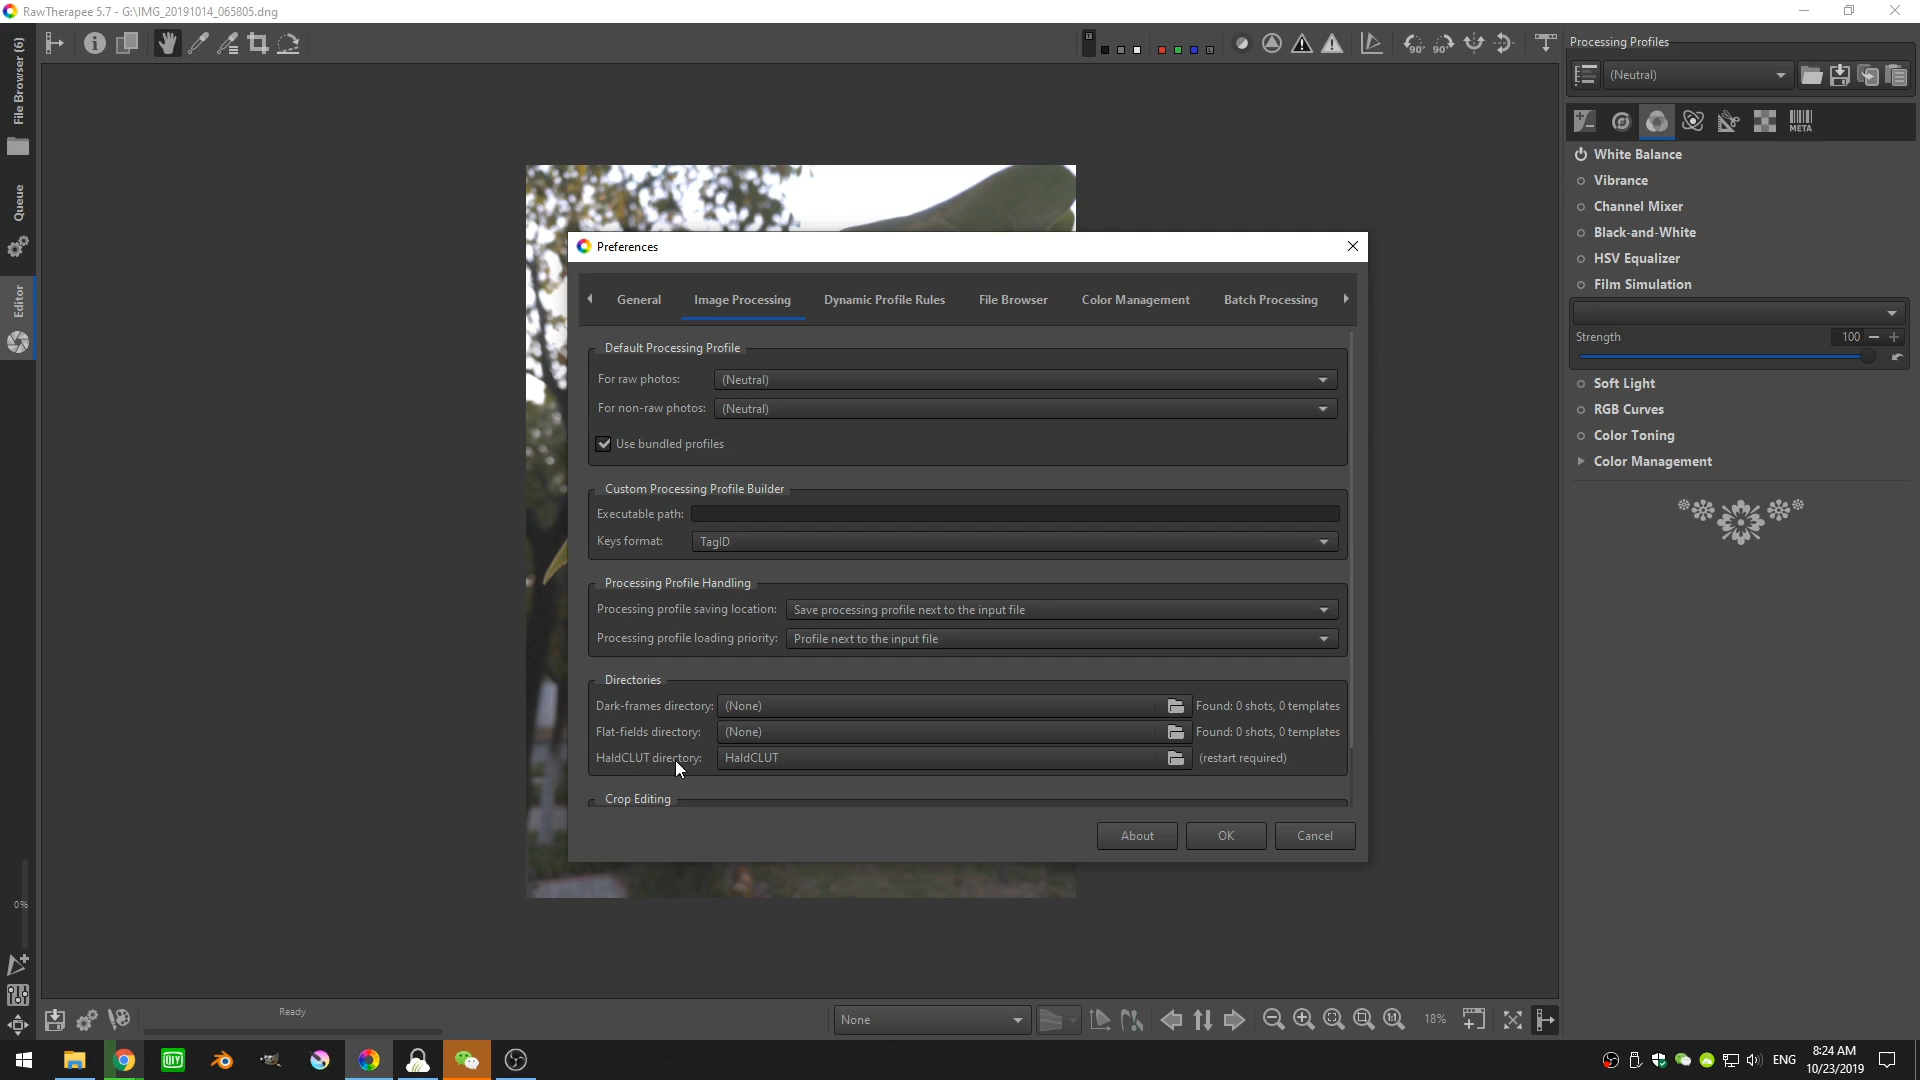 RawTherapee 5.7 - G:\IMG_20191014_065805.dng
File Browser (6)
Queue
Editor
0%
90°
90°
Processing Profiles
(Neutral)
META
White Balance
Vibrance
Channel Mixer
Black-and-White
HSV Equalizer
Film Simulation
Strength
100
Soft Light
RGB Curves
Color Toning
Color Management
Preferences
General
Image Processing
Dynamic Profile Rules
File Browser
Color Management
Batch Processing
Default Processing Profile
For raw photos: (Neutral)
For non-raw photos: (Neutral)
Use bundled profiles
Custom Processing Profile Builder
Executable path:
Keys format: TagID
Processing Profile Handling
Processing profile saving location: Save processing profile next to the input file
Processing profile loading priority: Profile next to the input file
Directories
Dark-frames directory: (None) Found: 0 shots, 0 templates
Flat-fields directory: (None) Found: 0 shots, 0 templates
HaldCLUT directory: HaldCLUT (restart required)
Crop Editing
About
OK
Cancel
Ready
None
1:1
18%
DIY
ENG
8:24 AM
10/23/2019